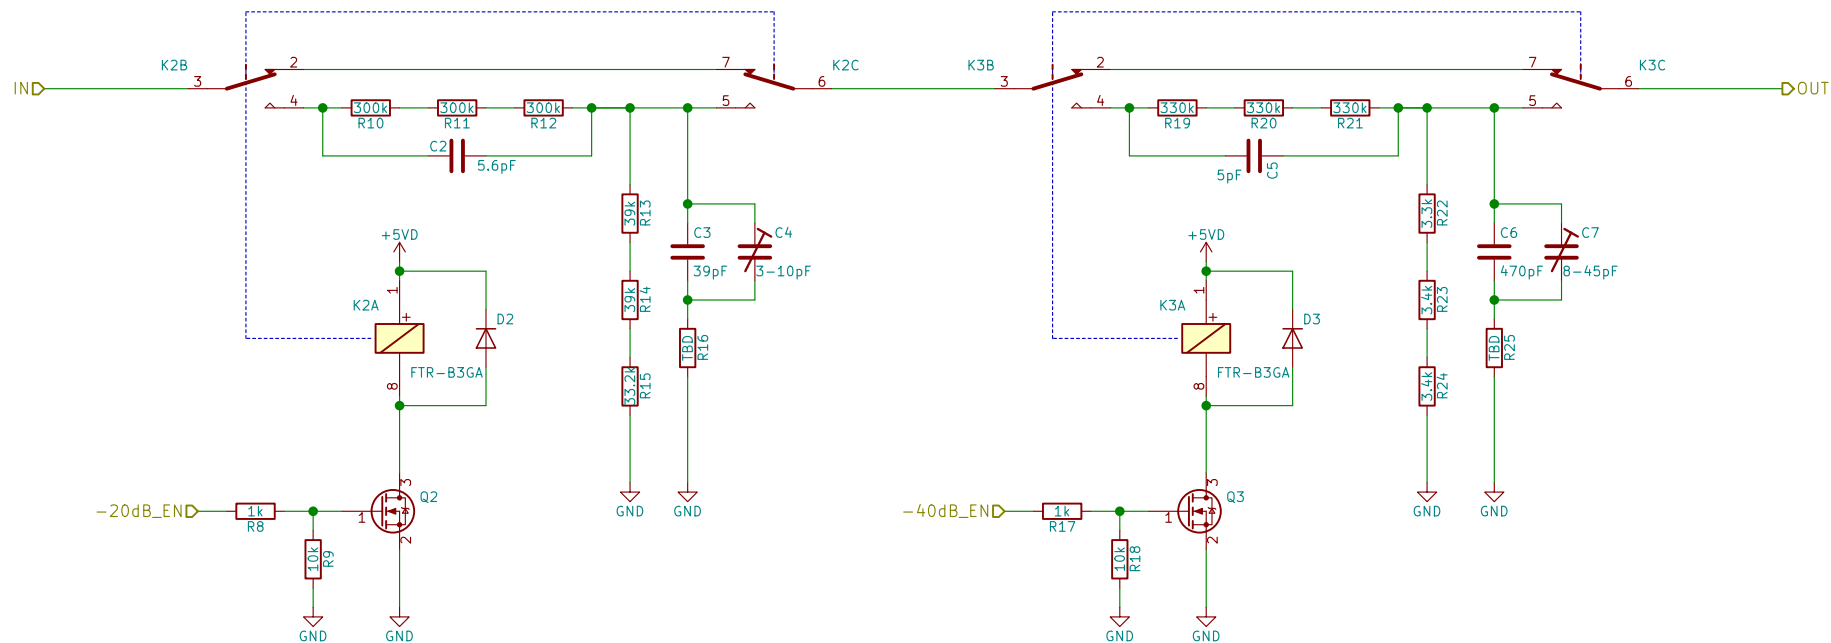 K2B
2
7
K2C
K3B
2
7
K3C
IN
3
6
3
6
OUT
4
300k
300k
300k
5
4
330k
330k
330k
5
R10
R11
R12
R19
R20
R21
C2
5.6pF
5pF
C5
39k
R13
3.3k
R22
+5VD
C3
C4
+5VD
C6
C7
39pF
3-10pF
470pF
8-45pF
1
39k
R14
1
3.4k
R23
K2A
+
D2
K3A
+
D3
TBD
R16
TBD
R25
FTR-B3GA
FTR-B3GA
8
33.2k
R15
8
3.4k
R24
3
Q2
3
Q3
-20dB_EN
1k
1
GND
GND
-40dB_EN
1k
1
GND
GND
R8
R17
2
2
10k
R9
10k
R18
GND
GND
GND
GND